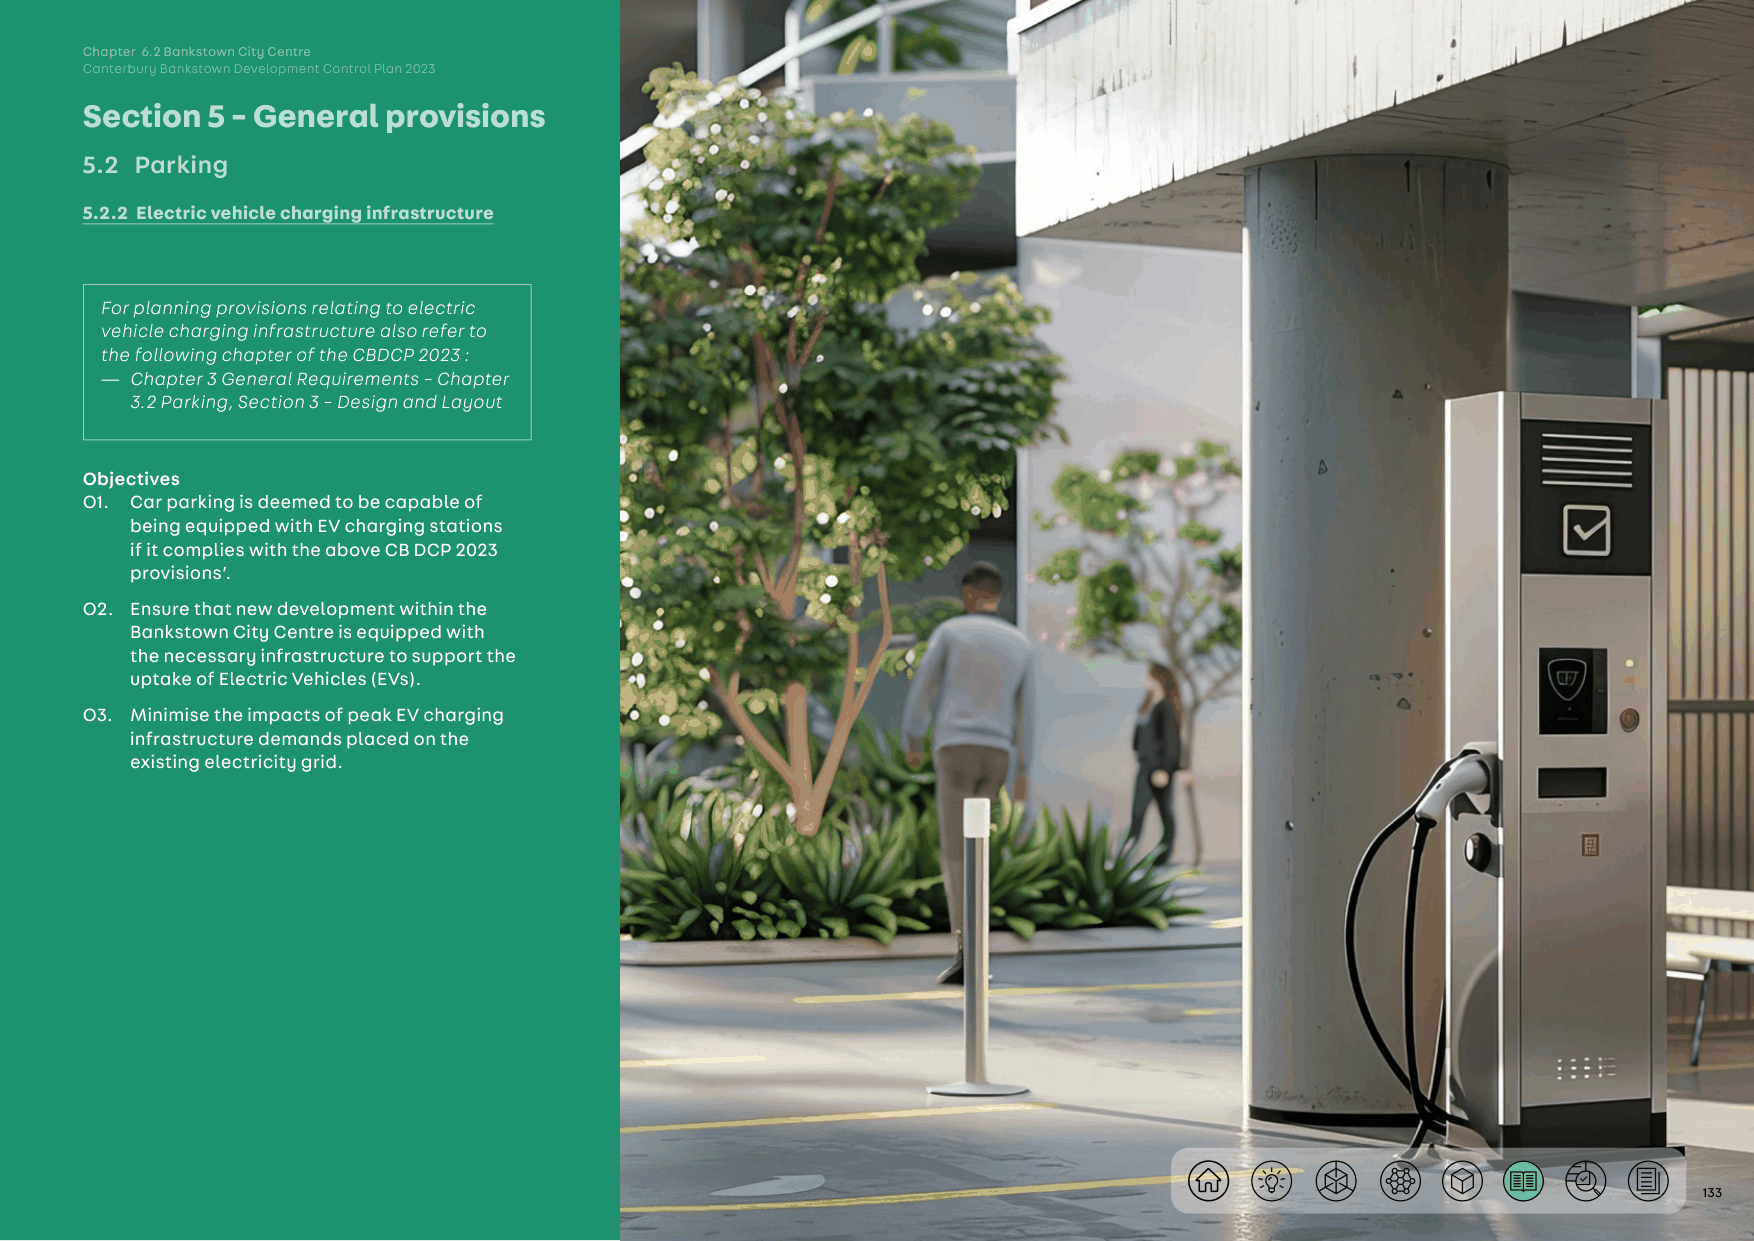 Chapter 6.2 Bankstown City Centre
Canterbury Bankstown Development Control Plan 2023
Section 5 – General provisions
5.2 Parking
5.2.2 Electric vehicle charging infrastructure
For planning provisions relating to electric
vehicle charging infrastructure also refer to
the following chapter of the CBDCP 2023 :
— Chapter 3 General Requirements – Chapter
3.2 Parking, Section 3 – Design and Layout
Objectives
O1. Car parking is deemed to be capable of
being equipped with EV charging stations
if it complies with the above CB DCP 2023
provisions’.
O2. Ensure that new development within the
Bankstown City Centre is equipped with
the necessary infrastructure to support the
uptake of Electric Vehicles (EVs).
O3. Minimise the impacts of peak EV charging
infrastructure demands placed on the
existing electricity grid.
133